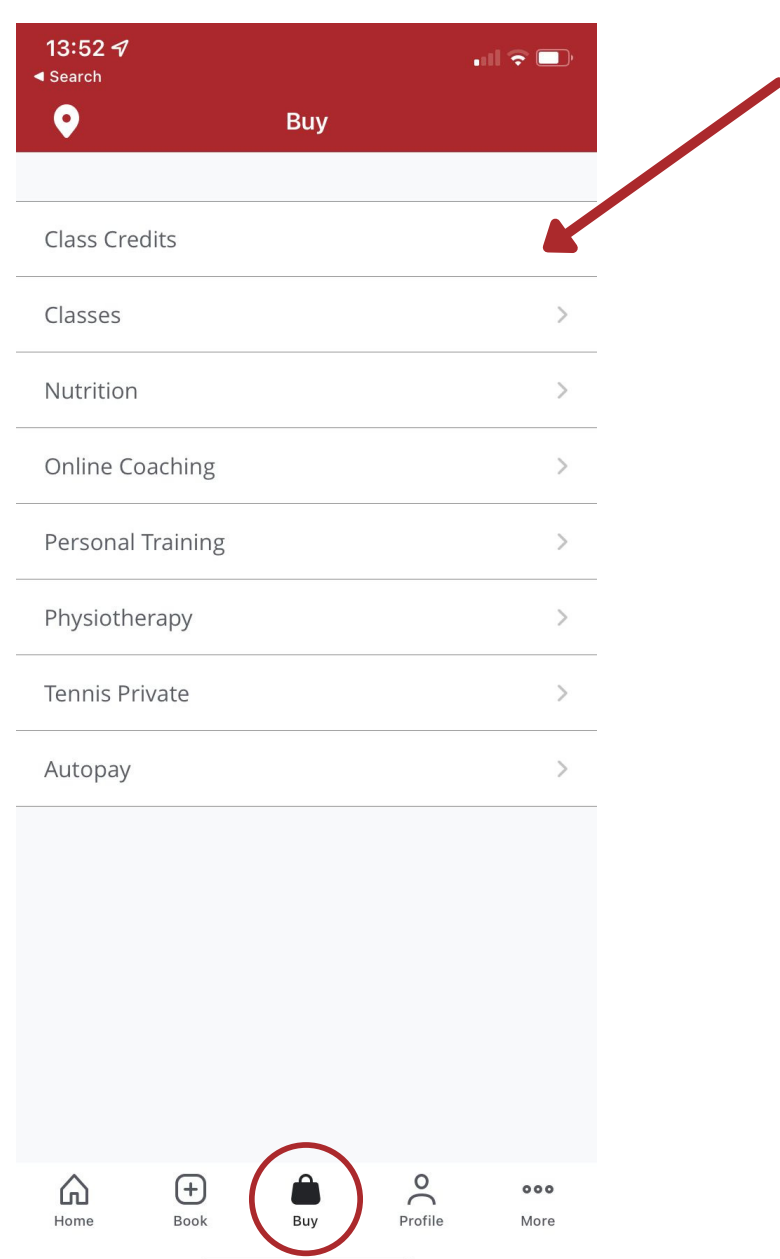 13:52
◀ Search
Buy
Class Credits
Classes
Nutrition
Online Coaching
Personal Training
Physiotherapy
Tennis Private
Autopay
Home Book Buy Profile More